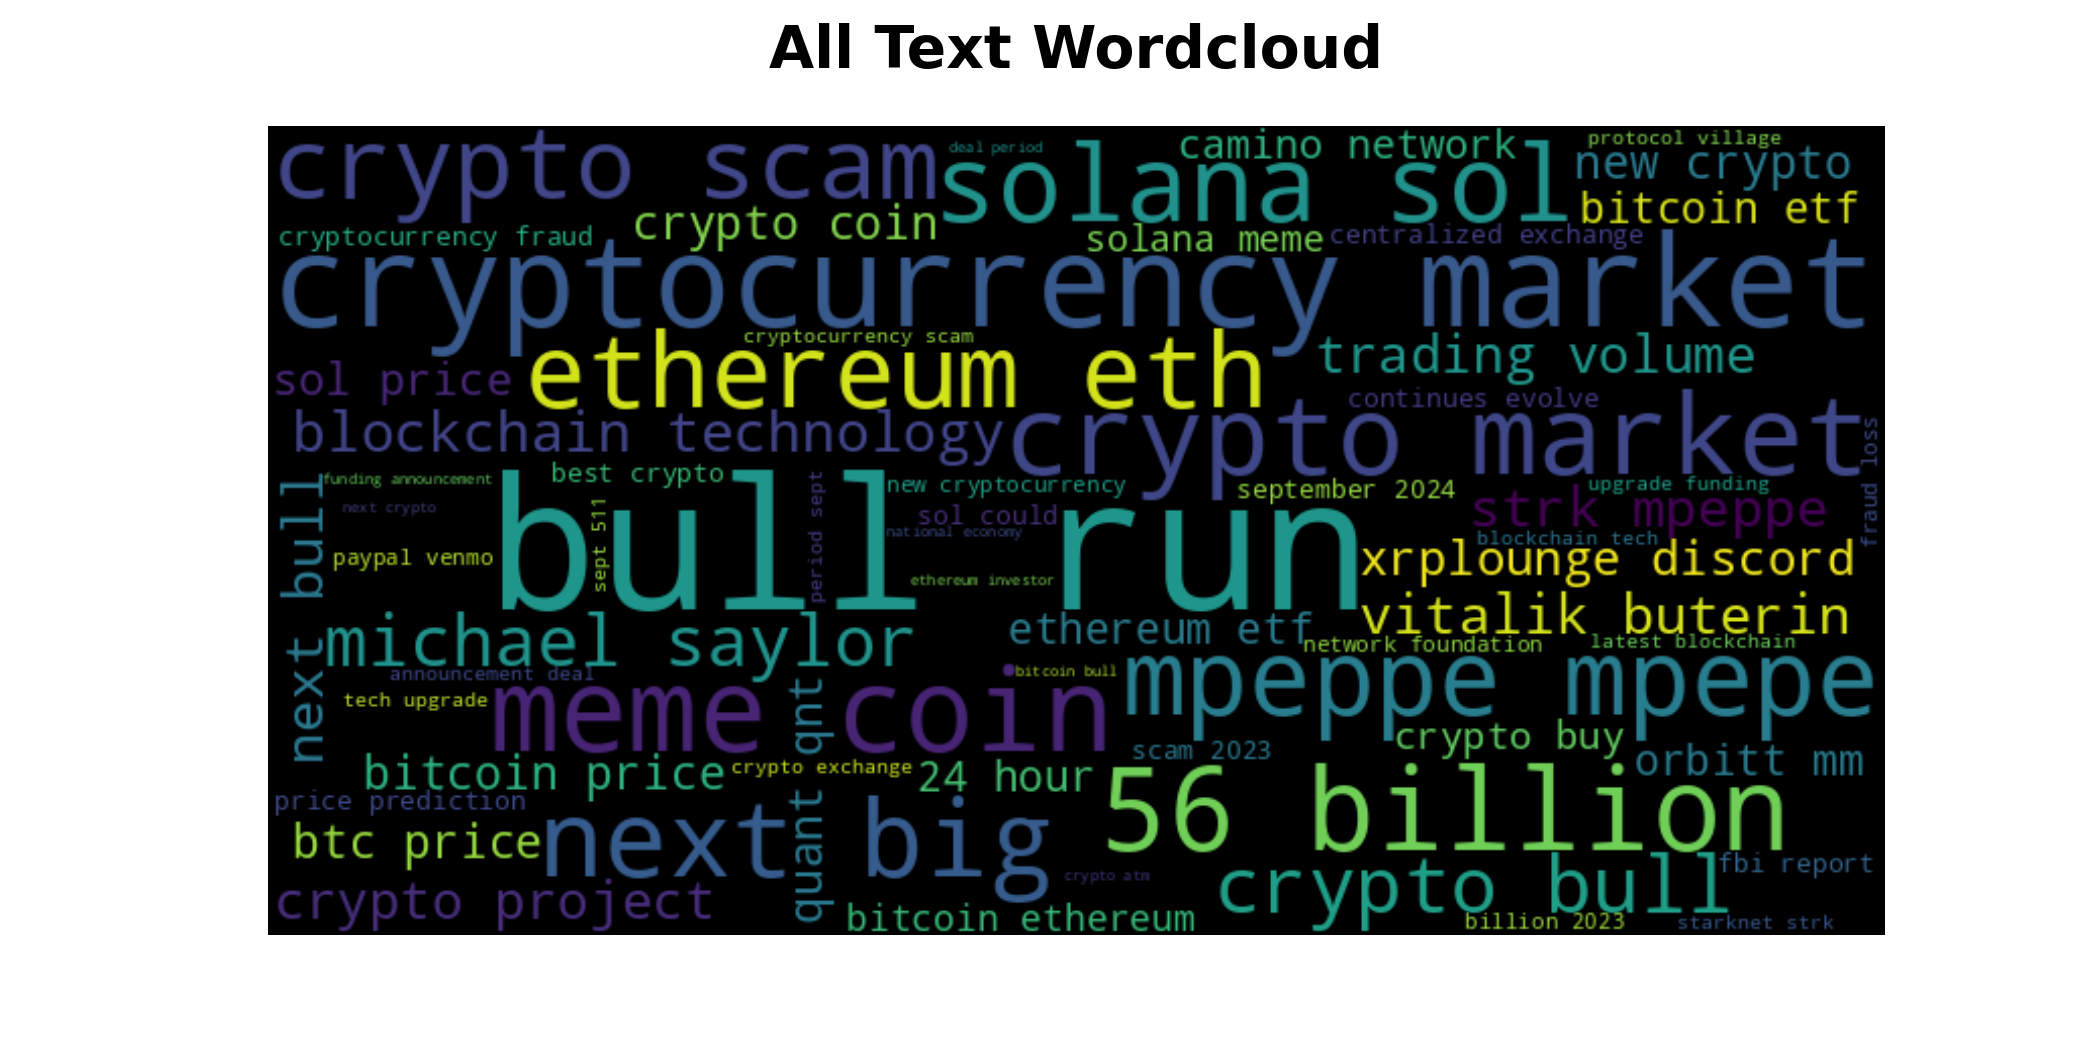 All Text Wordcloud
crypto scam
deal period
solana sol
camino network
protocol village
new crypto
bitcoin etf
cryptocurrency fraud
crypto coin
solana meme
centralized exchange
cryptocurrency market
cryptocurrency scam
sol price
ethereum eth
trading volume
continues evolve
blockchain technology
crypto market
fraud loss
next bull
funding announcement
best crypto
next crypto
sept 511
period sept
new cryptocurrency
september 2024
upgrade funding
strk mpeppe
sol could
national economy
blockchain tech
paypal venmo
bull run
ethereum investor
xrplounge discord
vitalik buterin
michael saylor
ethereum etf
network foundation
latest blockchain
announcement deal
bitcoin bull
tech upgrade
meme coin
quant qnt
mpeppe mpepe
scam 2023
crypto buy
orbitt mm
bitcoin price
crypto exchange
24 hour
56 billion
price prediction
btc price
next big
crypto atm
crypto bull
fbi report
crypto project
bitcoin ethereum
billion 2023
starknet strk